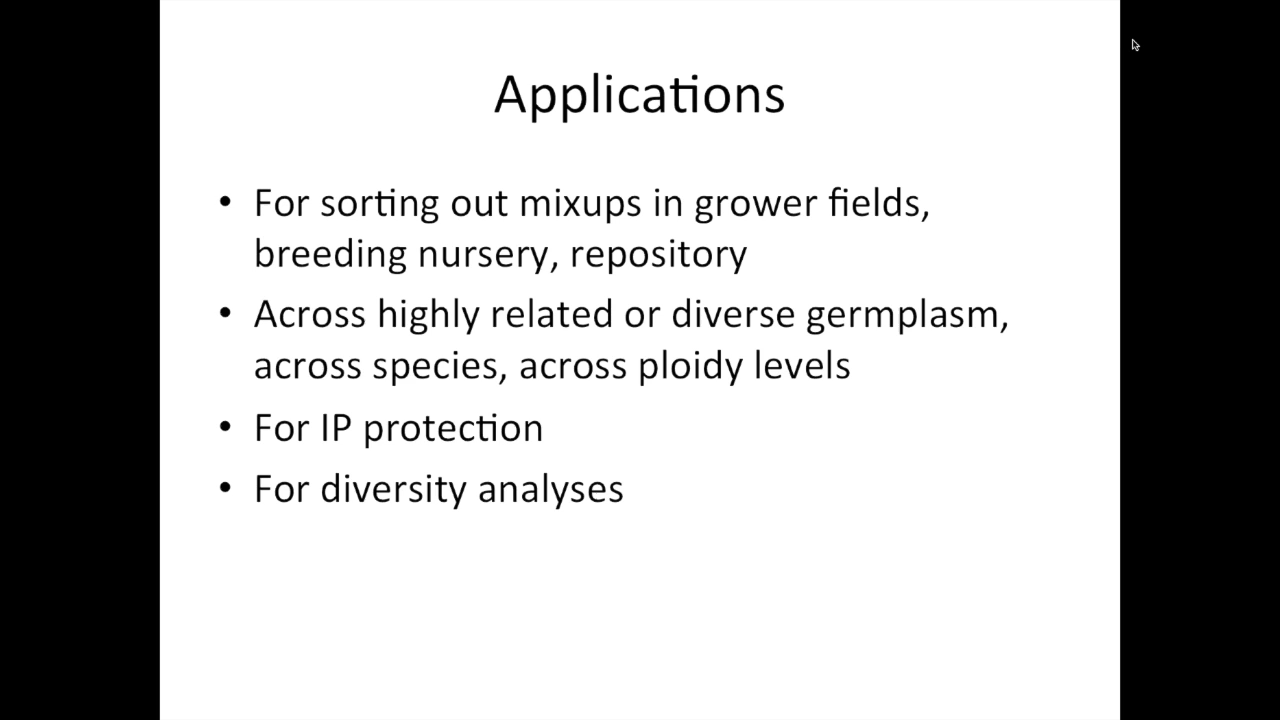 Applications
• For sorting out mixups in grower fields,
breeding nursery, repository
• Across highly related or diverse germplasm,
across species, across ploidy levels
• For IP protection
• For diversity analyses